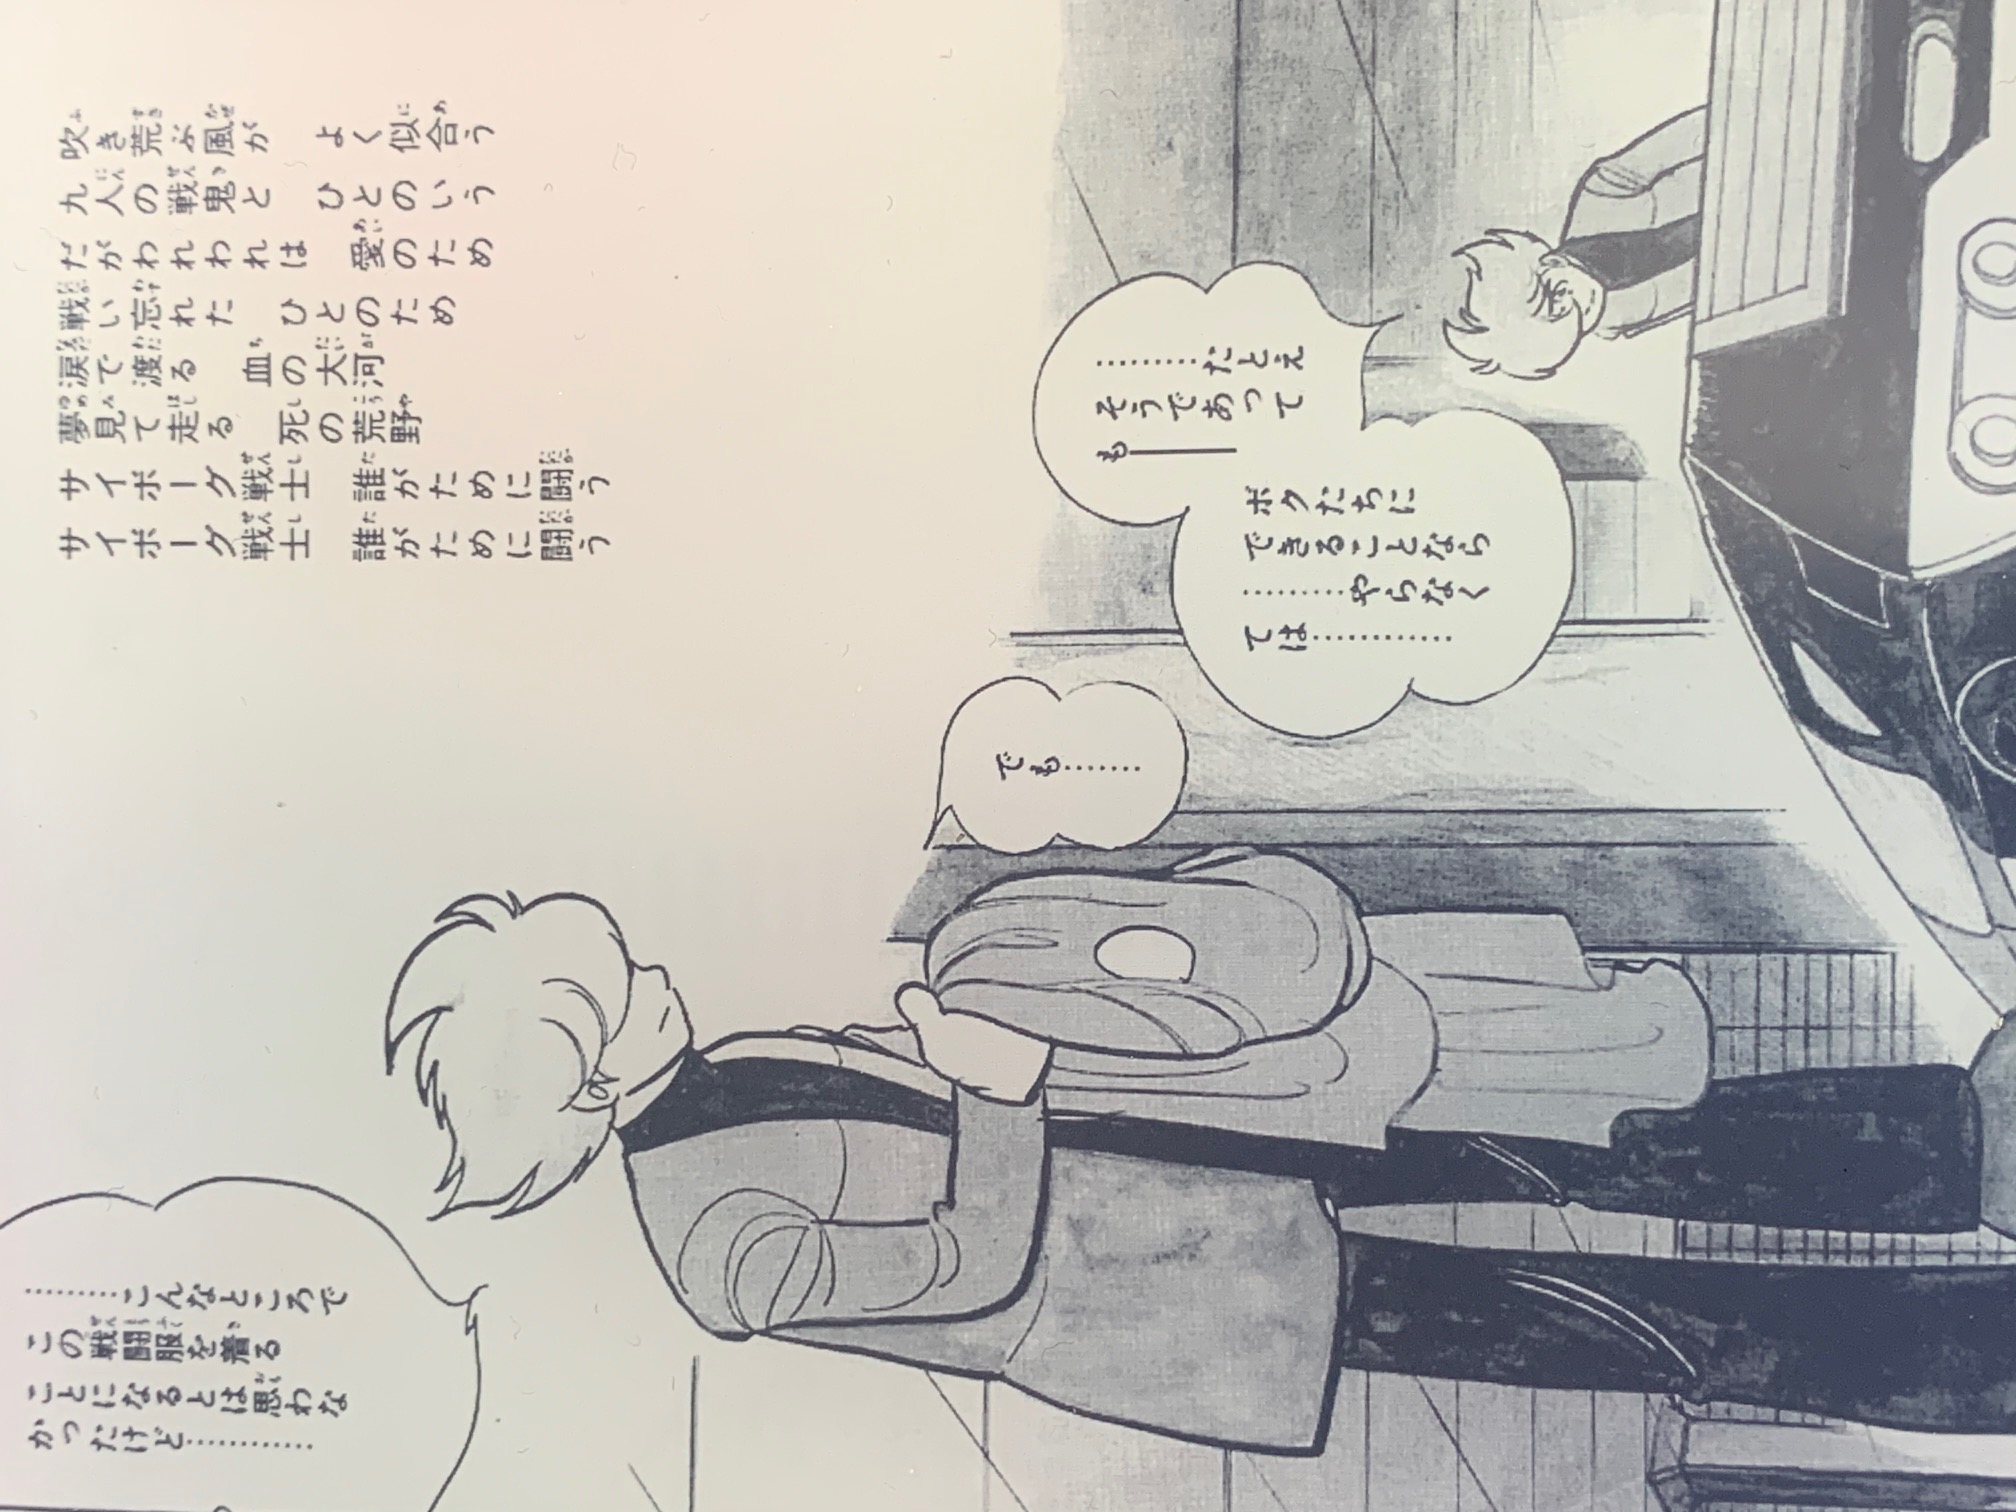 吹き荒ぶ風が　よく似合う
九人の戦鬼と　ひとのいう
だがわれわれは　愛のため
戦い忘れた　ひとのため
涙で渡る　血の大河
夢見て走る　死の荒野
サイボーグ戦士　誰がために闘う
サイボーグ戦士　誰がために闘う
………たとえ
そうであって
も――
ボクたちに
できることなら
………やらなく
ては…………
でも………
………こんなところで
この戦闘服を着る
ことになるとは思わな
かったけど…………